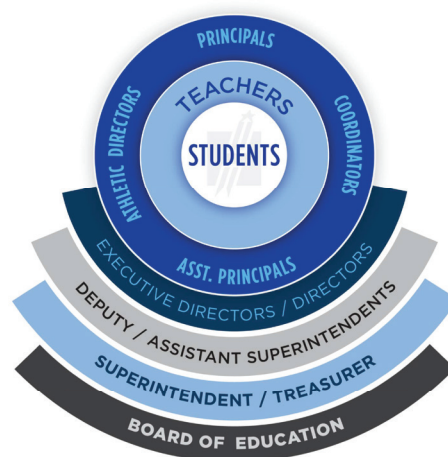 PRINCIPALS
ATHLETIC DIRECTORS
COORDINATORS
TEACHERS
STUDENTS
ASST. PRINCIPALS
EXECUTIVE DIRECTORS / DIRECTORS
DEPUTY / ASSISTANT SUPERINTENDENTS
SUPERINTENDENT / TREASURER
BOARD OF EDUCATION